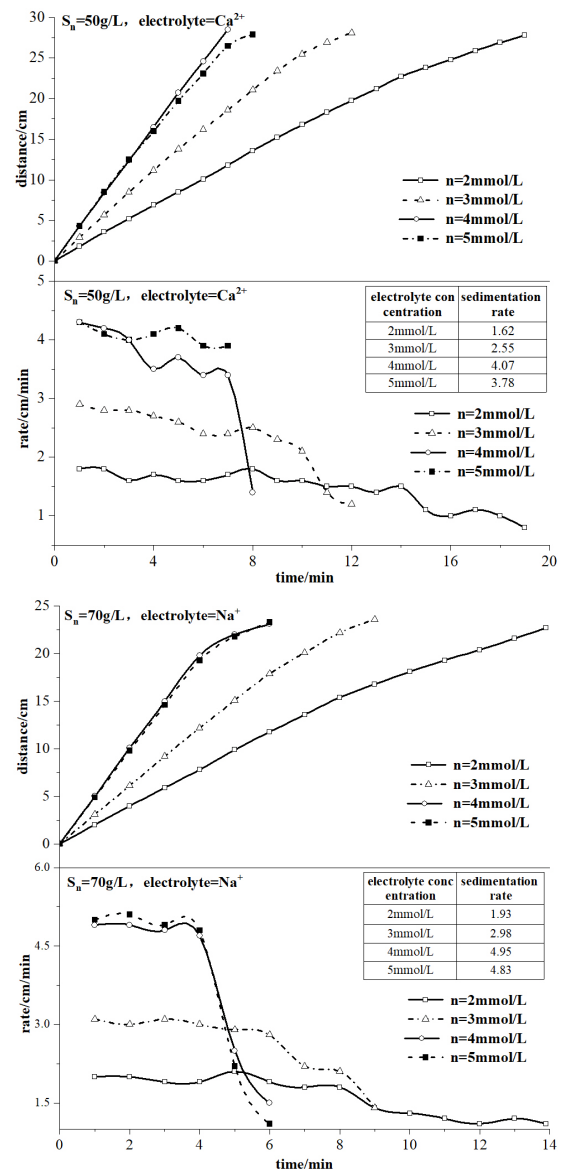 Sn=50g/L, electrolyte=Ca²⁺
30
25
20
15
10
5
0
distance/cm
n=2mmol/L
n=3mmol/L
n=4mmol/L
n=5mmol/L
Sn=50g/L, electrolyte=Ca²⁺
5
4
3
2
1
rate/cm/min
electrolyte con
centration
sedimentation
rate
2mmol/L 1.62
3mmol/L 2.55
4mmol/L 4.07
5mmol/L 3.78
n=2mmol/L
n=3mmol/L
n=4mmol/L
n=5mmol/L
0 4 8 12 16 20
time/min
Sn=70g/L, electrolyte=Na⁺
25
20
15
10
5
0
distance/cm
n=2mmol/L
n=3mmol/L
n=4mmol/L
n=5mmol/L
Sn=70g/L, electrolyte=Na⁺
6.0
4.5
3.0
1.5
rate/cm/min
electrolyte conc
entration
sedimentation
rate
2mmol/L 1.93
3mmol/L 2.98
4mmol/L 4.95
5mmol/L 4.83
n=2mmol/L
n=3mmol/L
n=4mmol/L
n=5mmol/L
0 2 4 6 8 10 12 14
time/min